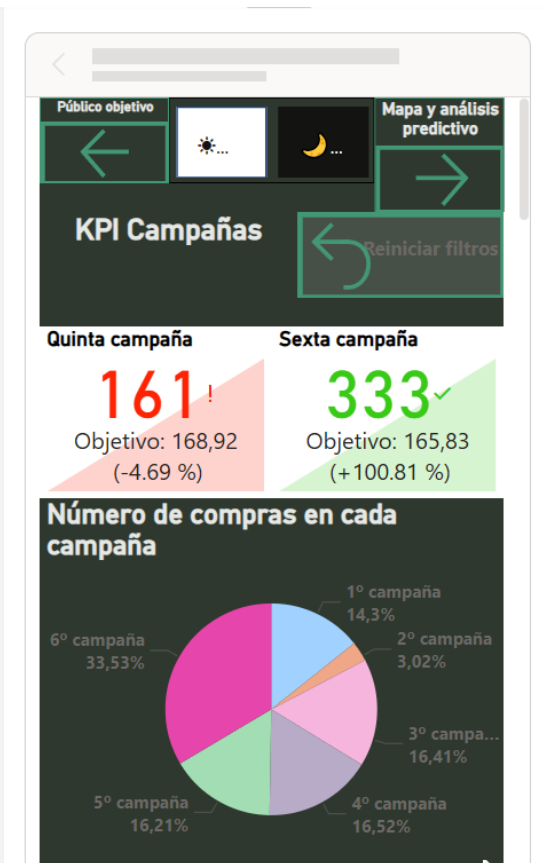 Público objetivo
...
...
Mapa y análisis
predictivo
KPI Campañas
Reiniciar filtros
Quinta campaña
161!
Objetivo: 168,92
(-4.69 %)
Sexta campaña
333
Objetivo: 165,83
(+100.81 %)
Número de compras en cada
campaña
1º campaña
14,3%
2º campaña
3,02%
3º campa...
16,41%
4º campaña
16,52%
5º campaña
16,21%
6º campaña
33,53%